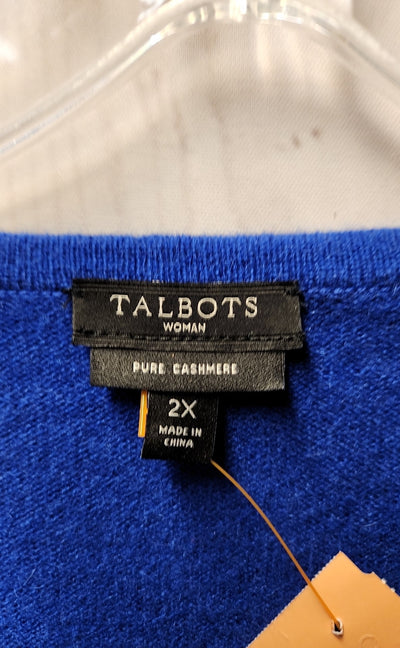 TALBOTS
WOMAN
PURE CASHMERE
2X
MADE IN
CHINA